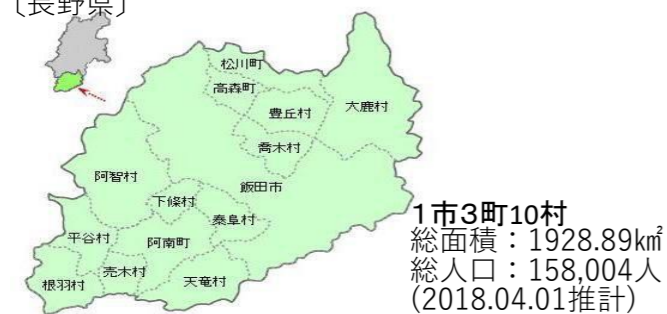 〔長野県〕
松川町
高森町
豊丘村
大鹿村
喬木村
阿智村
飯田市
下條村
泰阜村
平谷村
阿南町
売木村
天竜村
根羽村
1市3町10村
総面積：1928.89㎢
総人口：158,004人
(2018.04.01推計)